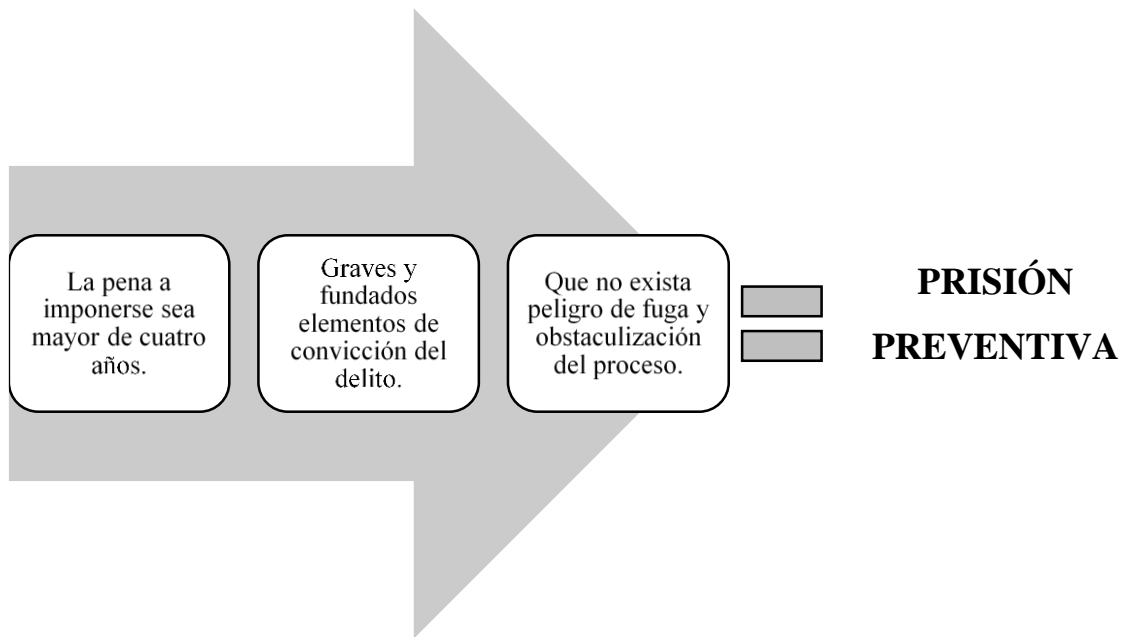 La pena a
imponerse sea
mayor de cuatro
años.
Graves y
fundados
elementos de
convicción del
delito.
Que no exista
peligro de fuga y
obstaculización
del proceso.
PRISIÓN
PREVENTIVA